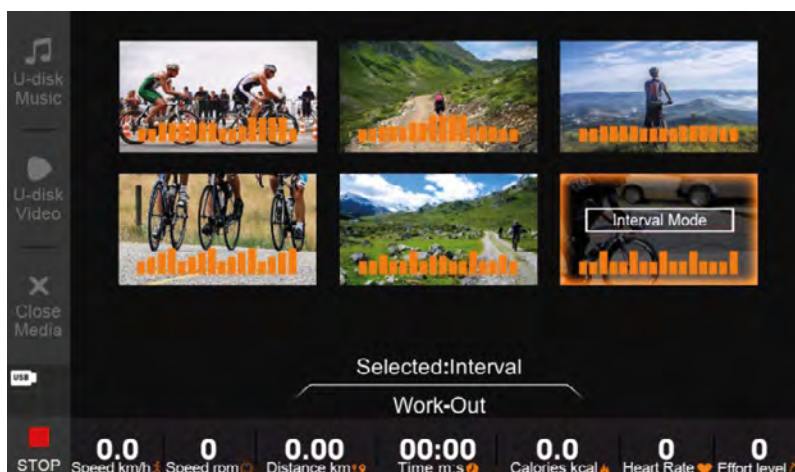 U-disk
Music
U-disk
Video
Close
Media
USB
STOP
Interval Mode
Selected:Interval
Work-Out
0.0 0 0.00 00:00 0.0 0 0
Speed km/h Speed rpm Distance km Time m:s Calories kcal Heart Rate Effort level